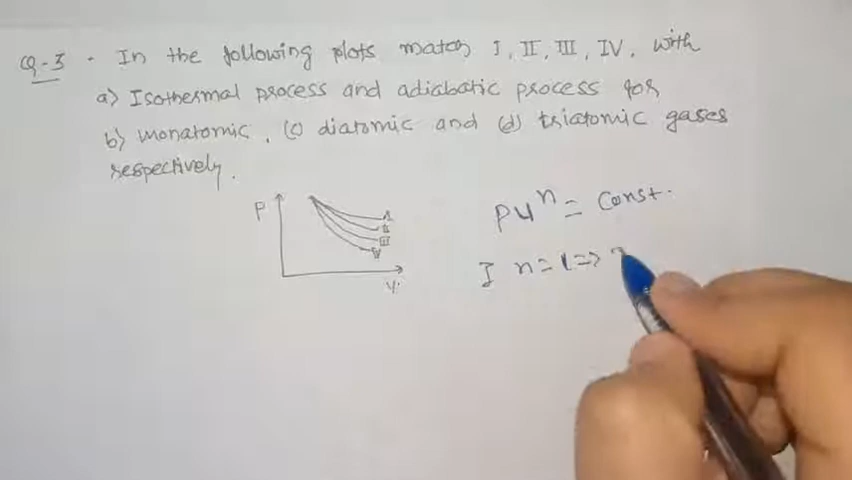 Q-3 . In the following plots match I, II, III, IV, with
a) Isothermal process and adiabatic process for
b) monatomic, (c) diatomic and (d) triatomic gases
respectively.
P
I
II
III
IV
V
PVⁿ = Const.
I n = 1 =>